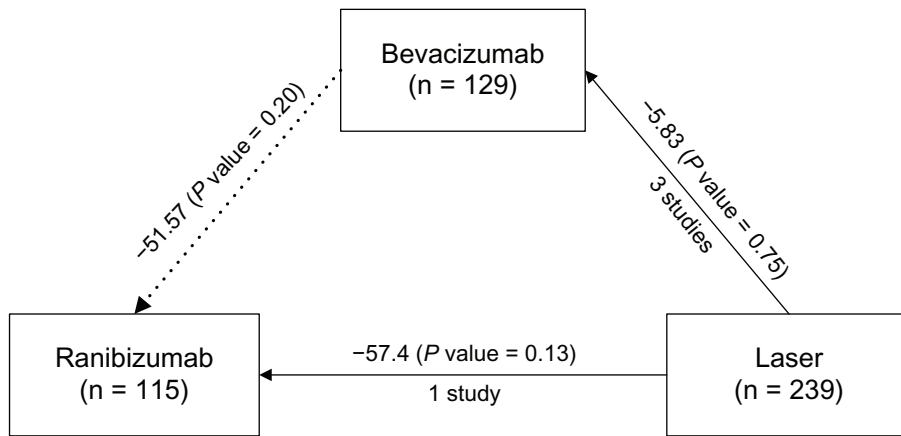 Bevacizumab
(n = 129)
−51.57 (P value = 0.20)
−5.83 (P value = 0.75)
3 studies
Ranibizumab
(n = 115)
−57.4 (P value = 0.13)
1 study
Laser
(n = 239)